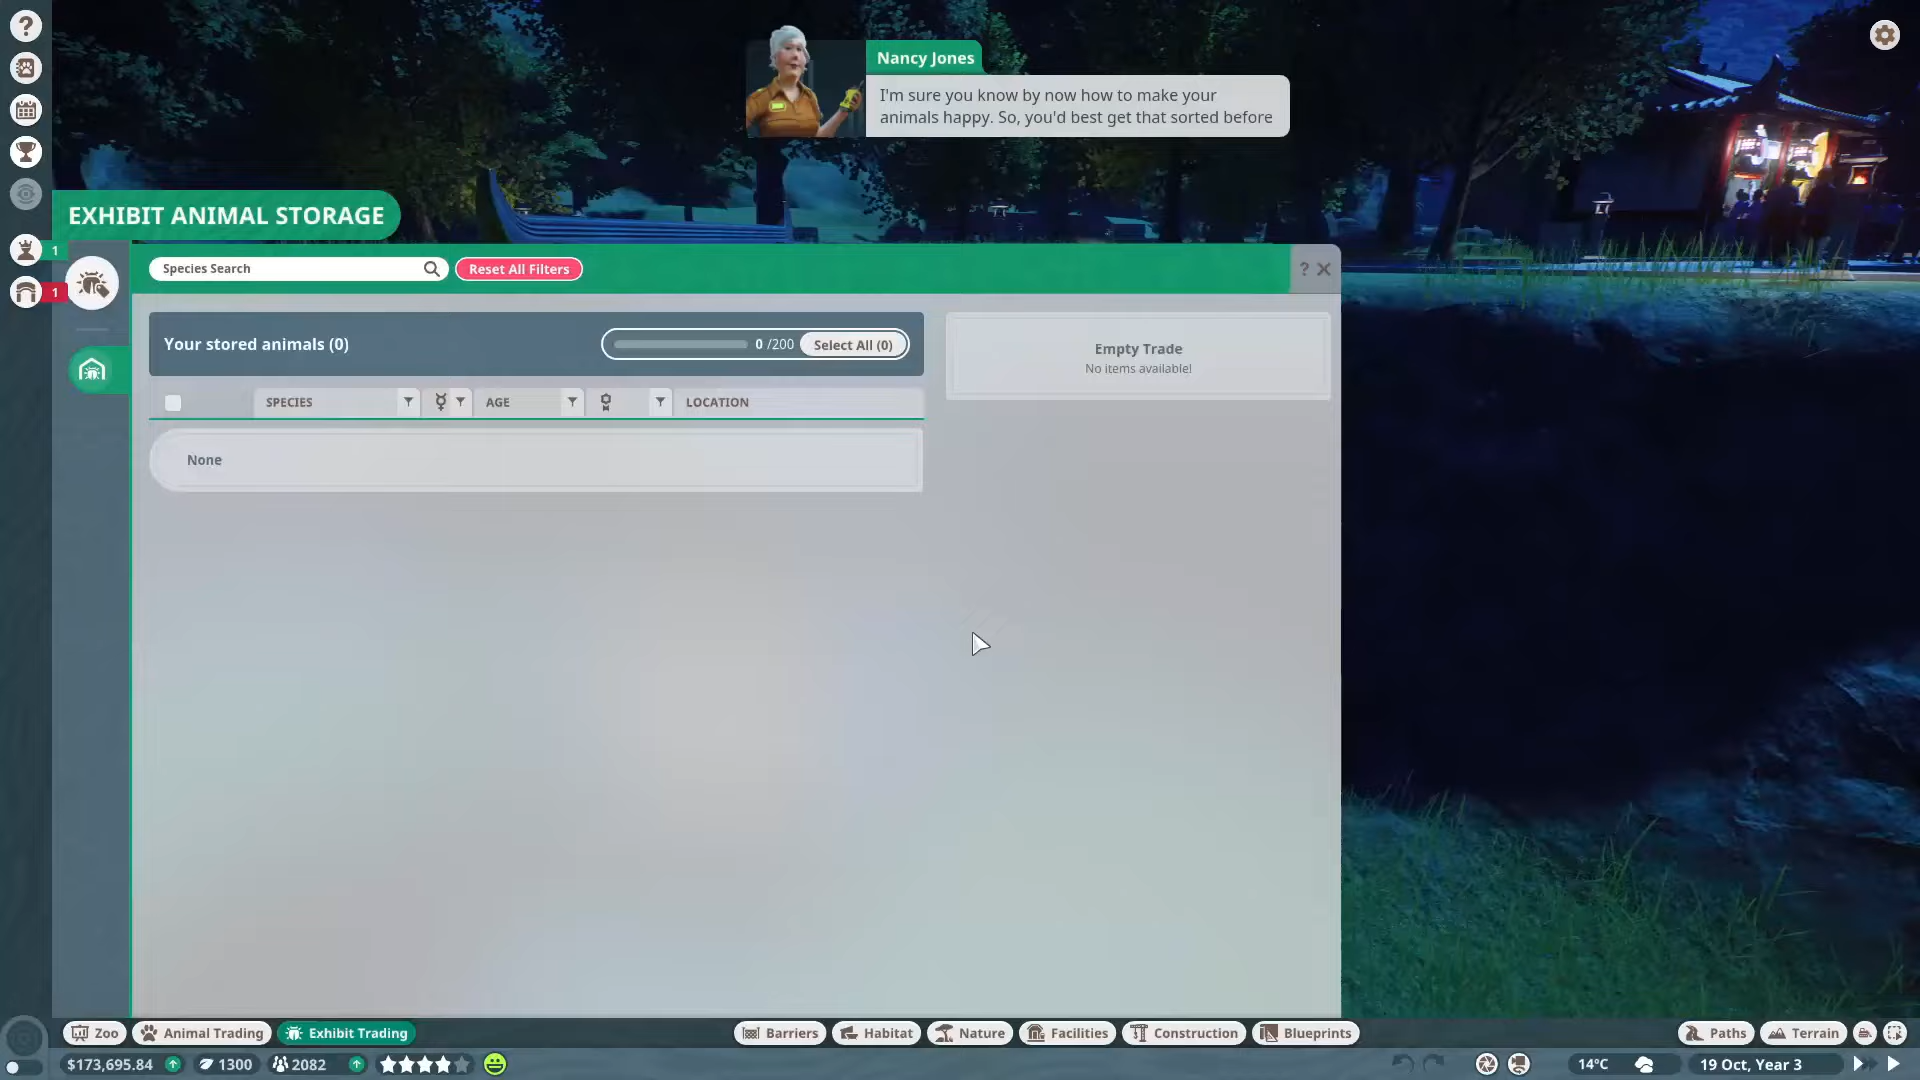 Nancy Jones
I'm sure you know by now how to make your
animals happy. So, you'd best get that sorted before
EXHIBIT ANIMAL STORAGE
1
1
Species Search
Reset All Filters
?
Your stored animals (0)
0 /200
Select All (0)
Empty Trade
No items available!
SPECIES
AGE
LOCATION
None
Zoo
Animal Trading
Exhibit Trading
Barriers
Habitat
Nature
Facilities
Construction
Blueprints
Paths
Terrain
$173,695.84
1300
2082
14°C
19 Oct, Year 3